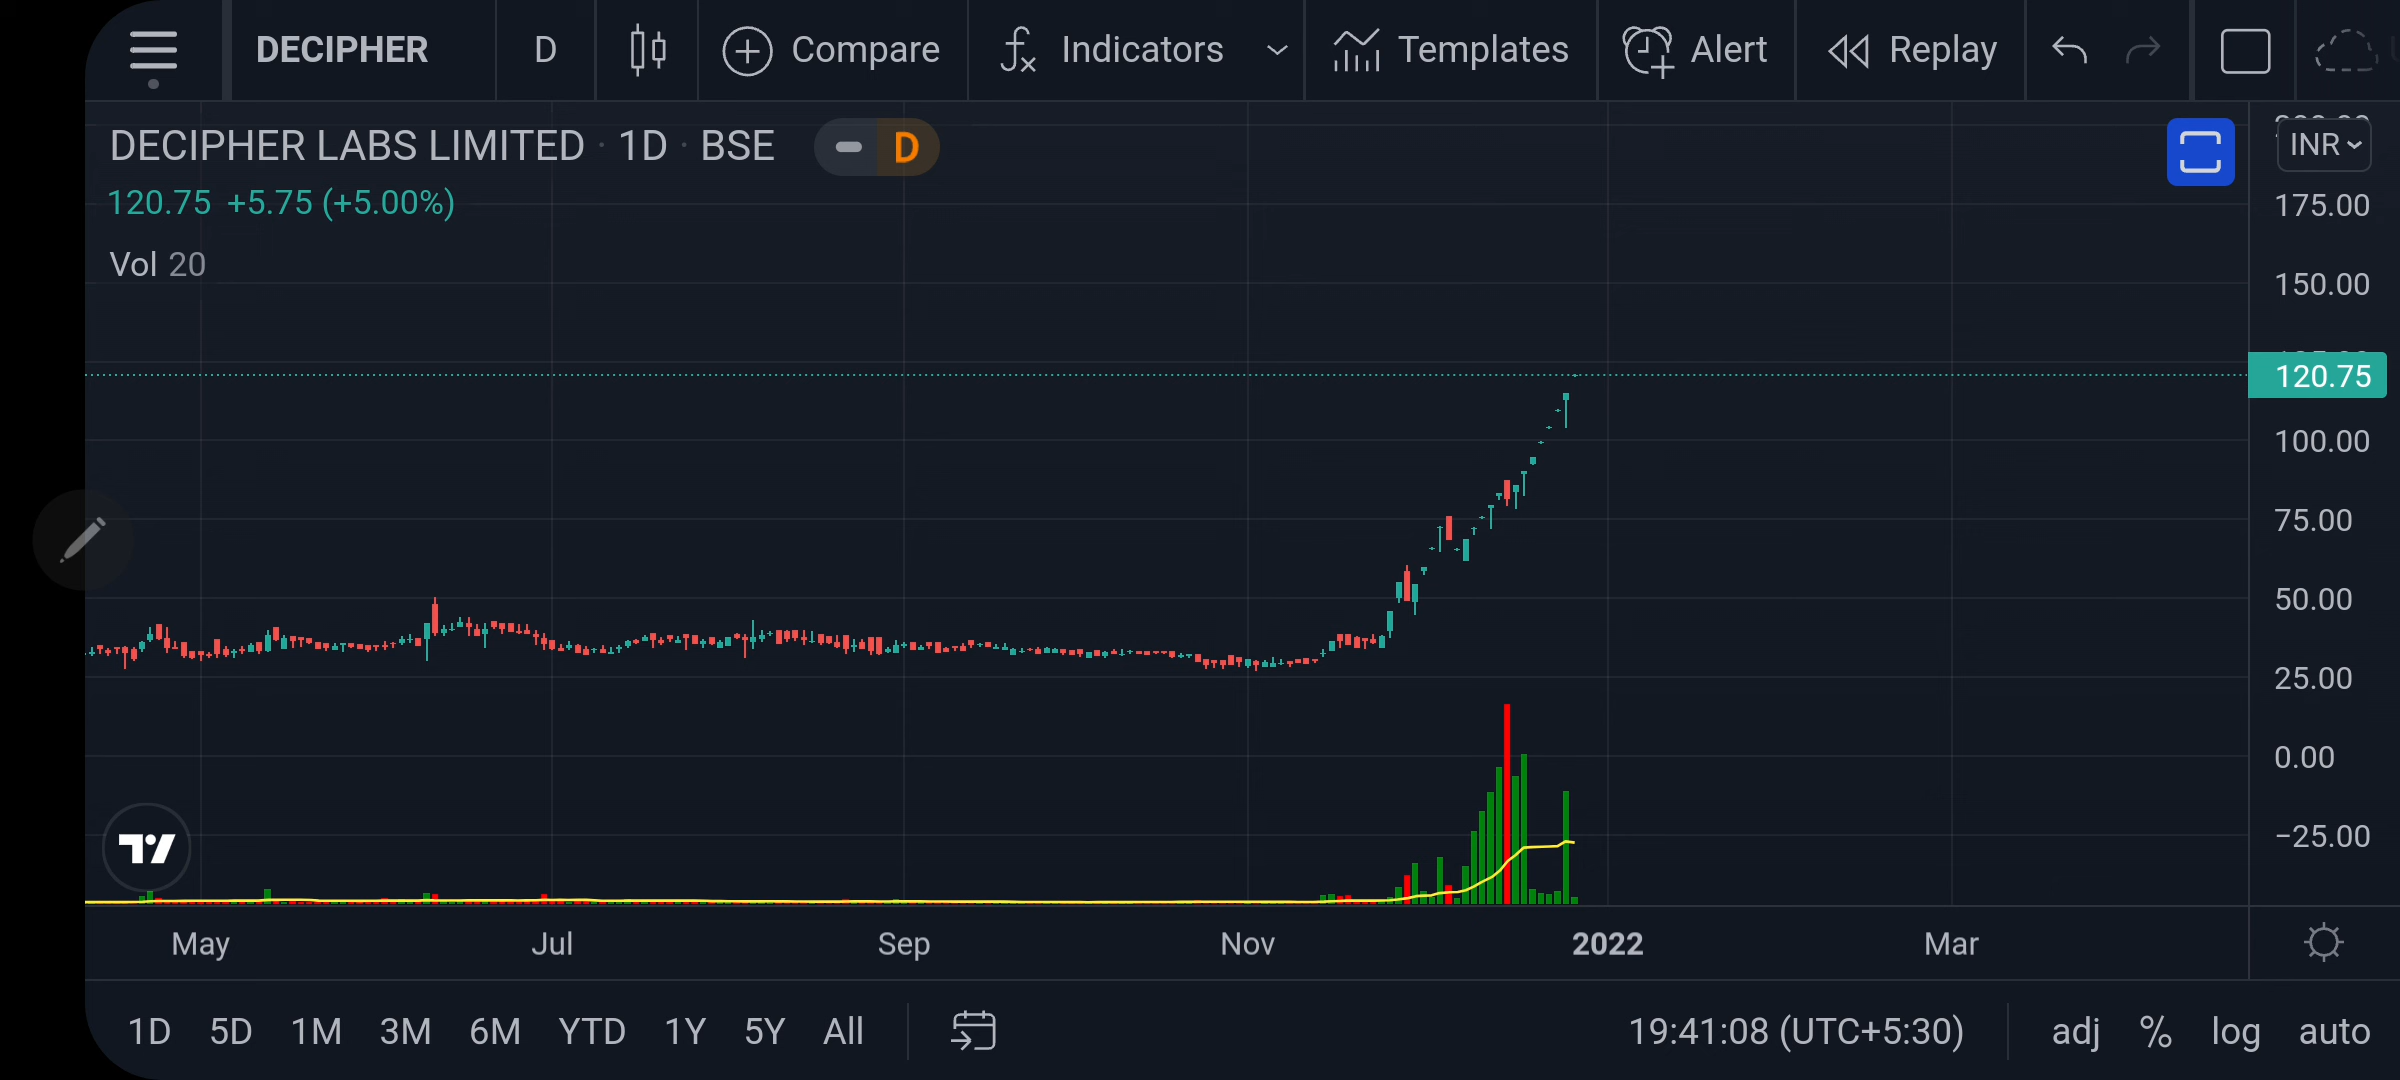 DECIPHER D Compare Indicators Templates Alert Replay
DECIPHER LABS LIMITED · 1D · BSE D
INR
120.75 +5.75 (+5.00%)
175.00
Vol 20
150.00
120.75
100.00
75.00
50.00
25.00
0.00
−25.00
May Jul Sep Nov 2022 Mar
1D 5D 1M 3M 6M YTD 1Y 5Y All 19:41:08 (UTC+5:30) adj % log auto